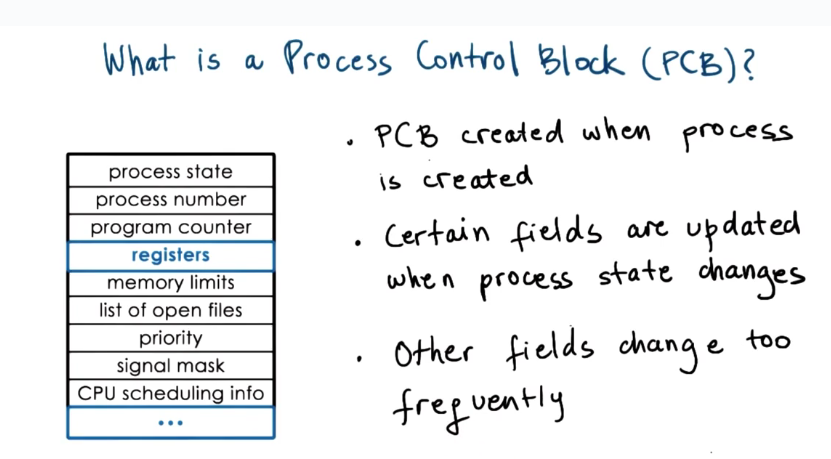 What is a Process Control Block (PCB)?
process state
process number
program counter
registers
memory limits
list of open files
priority
signal mask
CPU scheduling info
...
• PCB created when process
is created
• Certain fields are updated
when process state changes
• Other fields change too
frequently